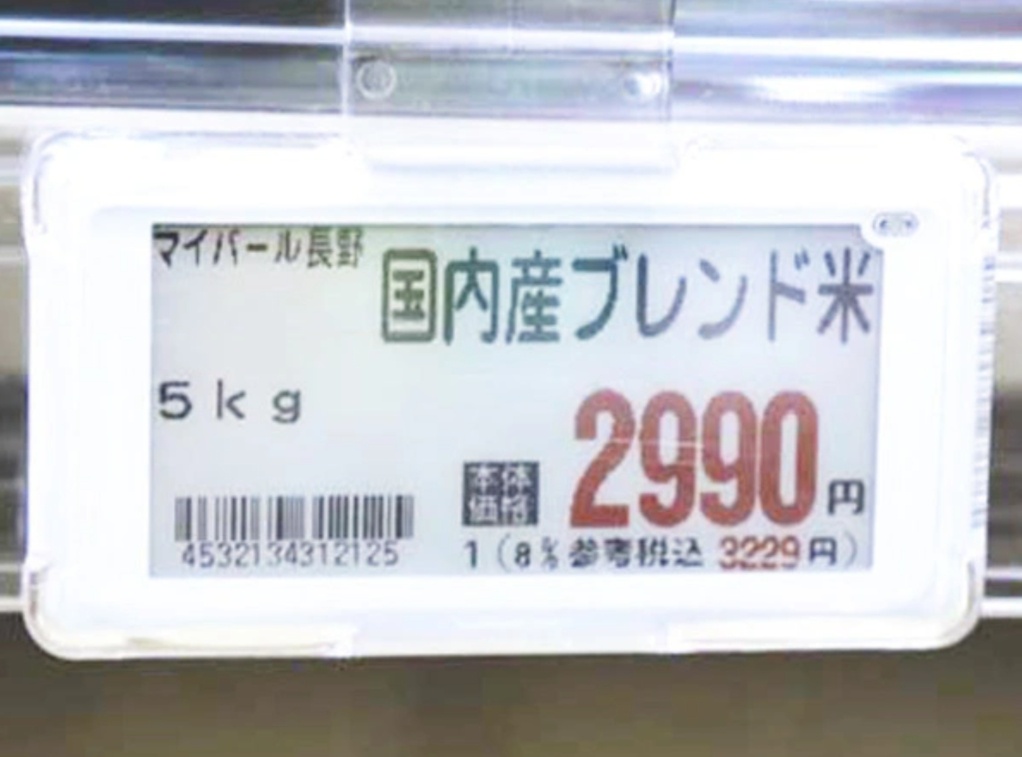 マイパール長野
国内産ブレンド米
5kg
本体価格 2990円
4532134312125
1(8%参考税込 3229円)